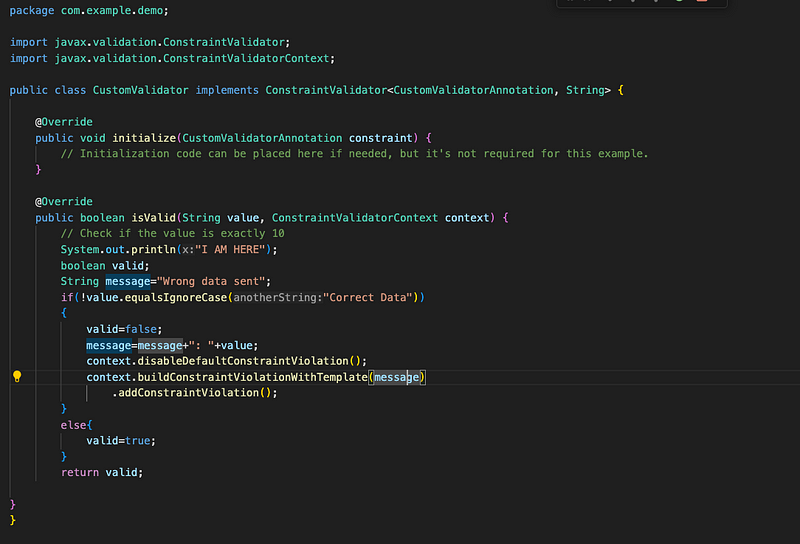 package com.example.demo;
import javax.validation.ConstraintValidator;
import javax.validation.ConstraintValidatorContext;
public class CustomValidator implements ConstraintValidator<CustomValidatorAnnotation, String> {
@Override
public void initialize(CustomValidatorAnnotation constraint) {
// Initialization code can be placed here if needed, but it's not required for this example.
}
@Override
public boolean isValid(String value, ConstraintValidatorContext context) {
// Check if the value is exactly 10
System.out.println(x:"I AM HERE");
boolean valid;
String message="Wrong data sent";
if(!value.equalsIgnoreCase(anotherString:"Correct Data"))
{
valid=false;
message=message+": "+value;
context.disableDefaultConstraintViolation();
context.buildConstraintViolationWithTemplate(message)
.addConstraintViolation();
}
else{
valid=true;
}
return valid;
}
}